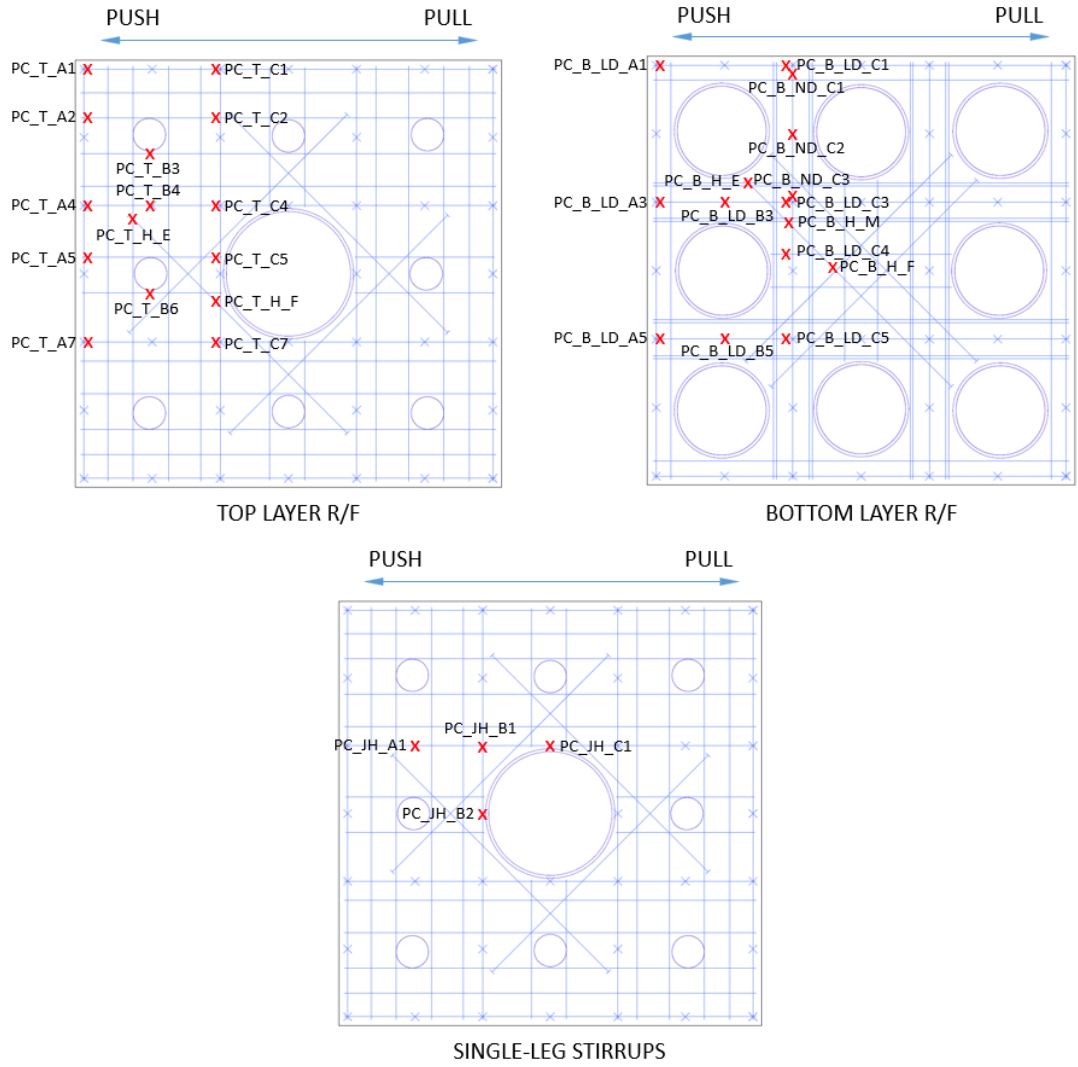 PUSH PULL
PC_T_A1 PC_T_C1
PC_T_A2 PC_T_C2
PC_T_B3
PC_T_B4
PC_T_A4 PC_T_C4
PC_T_H_E
PC_T_A5 PC_T_C5
PC_T_B6 PC_T_H_F
PC_T_A7 PC_T_C7
TOP LAYER R/F
PUSH PULL
PC_B_LD_A1 PC_B_LD_C1
PC_B_ND_C1
PC_B_ND_C2
PC_B_H_E PC_B_ND_C3
PC_B_LD_A3 PC_B_LD_C3
PC_B_LD_B3 PC_B_H_M
PC_B_LD_C4
PC_B_H_F
PC_B_LD_A5 PC_B_LD_C5
PC_B_LD_B5
BOTTOM LAYER R/F
PUSH PULL
PC_JH_B1
PC_JH_A1 PC_JH_C1
PC_JH_B2
SINGLE-LEG STIRRUPS